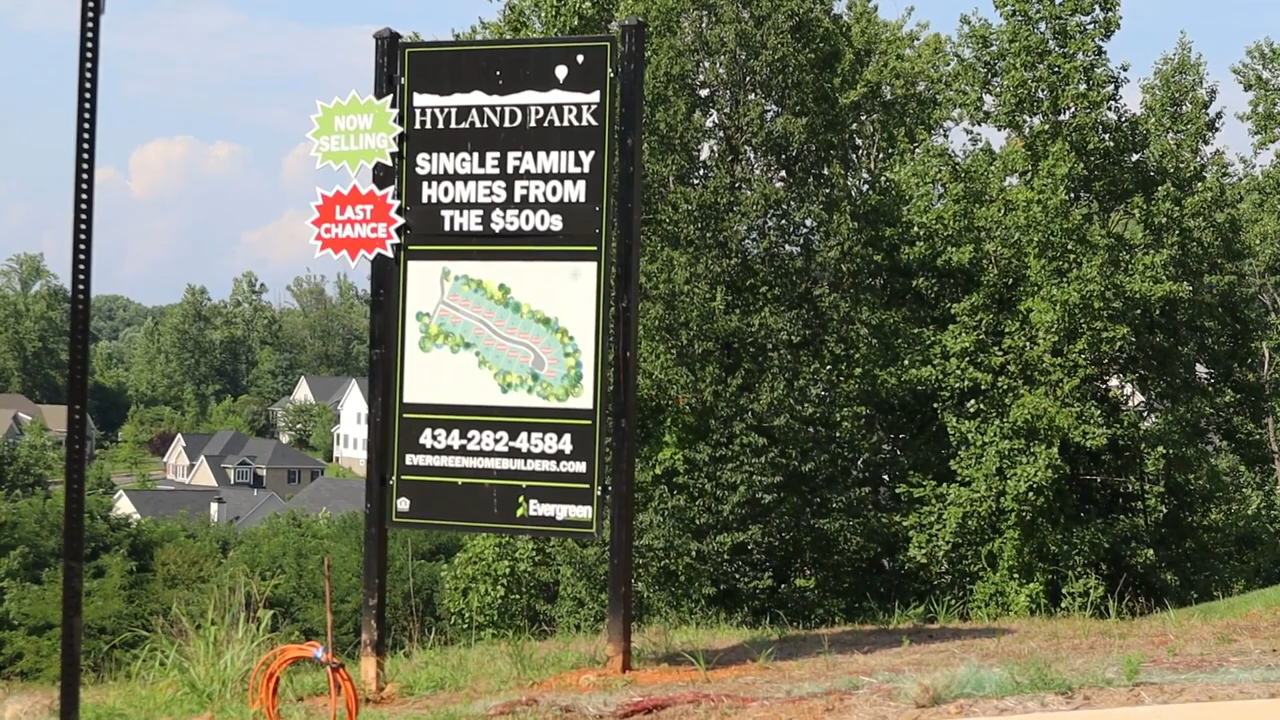 HYLAND PARK
NOW
SELLING
SINGLE FAMILY
HOMES FROM
THE $500s
LAST
CHANCE
434-282-4584
EVERGREENHOMEBUILDERS.COM
Evergreen